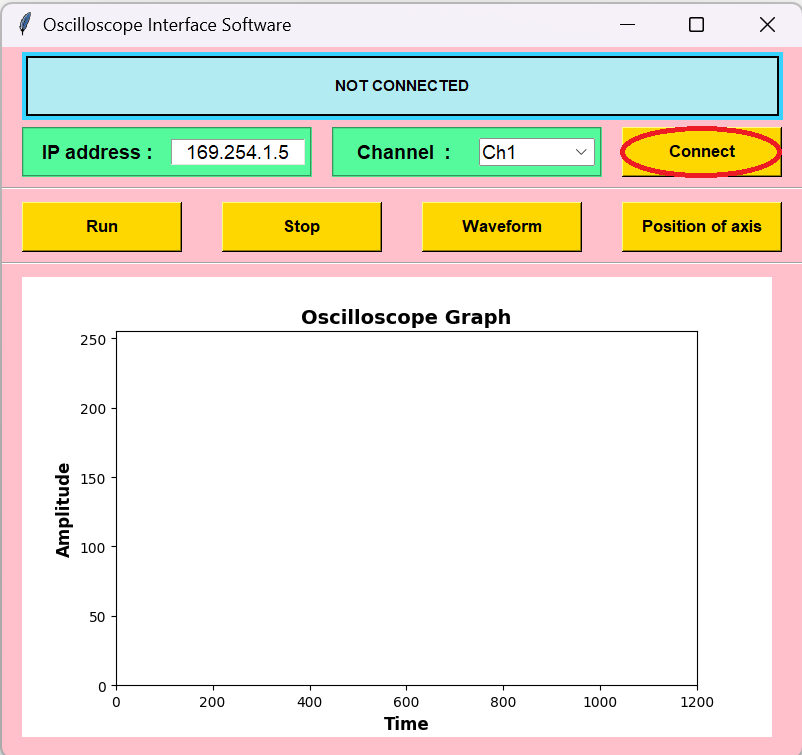 Oscilloscope Interface Software
NOT CONNECTED
IP address : 169.254.1.5 Channel : Ch1 Connect
Run Stop Waveform Position of axis
Oscilloscope Graph
250
200
150
100
50
0
Amplitude
0 200 400 600 800 1000 1200
Time